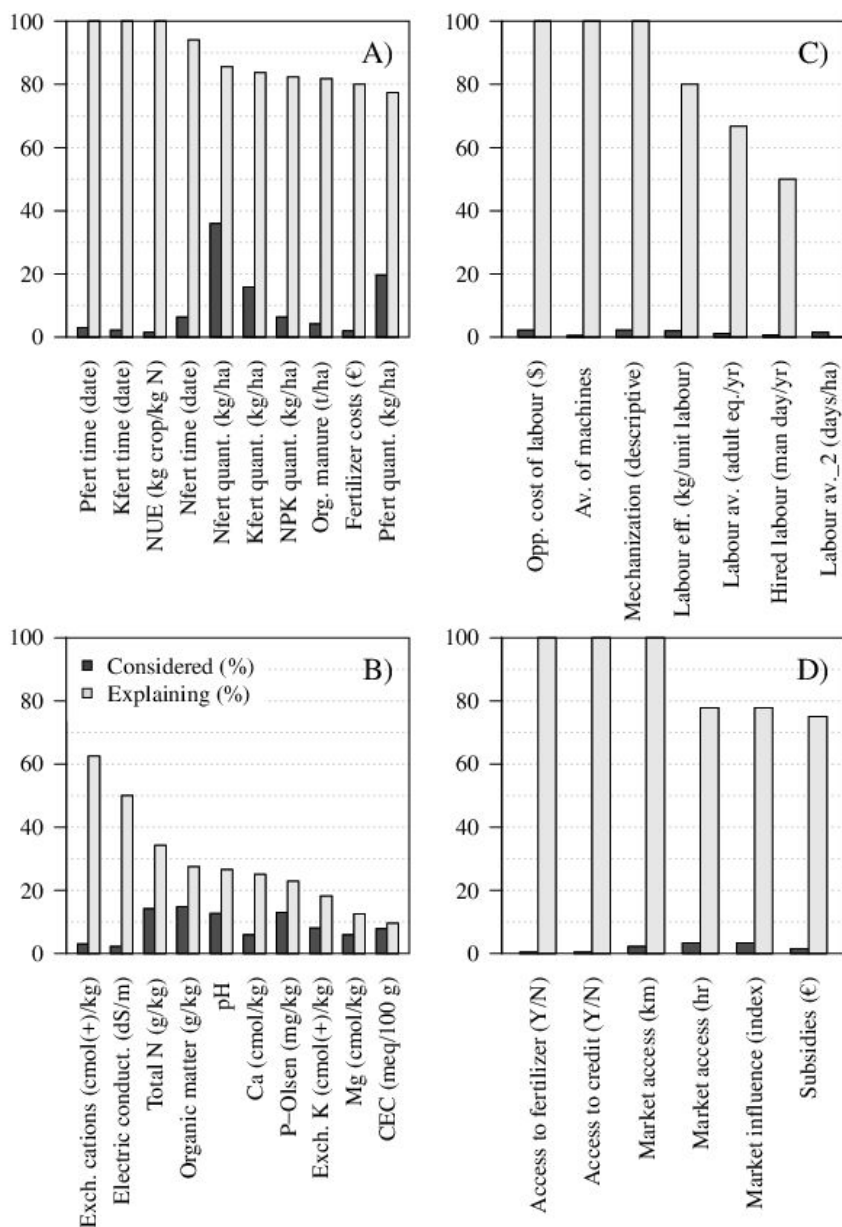 A)
100
80
60
40
20
0
Pfert time (date)
Kfert time (date)
NUE (kg crop/kg N)
Nfert time (date)
Nfert quant. (kg/ha)
Kfert quant. (kg/ha)
NPK quant. (kg/ha)
Org. manure (t/ha)
Fertilizer costs (€)
Pfert quant. (kg/ha)
C)
100
80
60
40
20
0
Opp. cost of labour ($)
Av. of machines
Mechanization (descriptive)
Labour eff. (kg/unit labour)
Labour av. (adult eq./yr)
Hired labour (man day/yr)
Labour av._2 (days/ha)
B)
Considered (%)
Explaining (%)
100
80
60
40
20
0
Exch. cations (cmol(+)/kg)
Electric conduct. (dS/m)
Total N (g/kg)
Organic matter (g/kg)
pH
Ca (cmol/kg)
P–Olsen (mg/kg)
Exch. K (cmol(+)/kg)
Mg (cmol/kg)
CEC (meq/100 g)
D)
100
80
60
40
20
0
Access to fertilizer (Y/N)
Access to credit (Y/N)
Market access (km)
Market access (hr)
Market influence (index)
Subsidies (€)